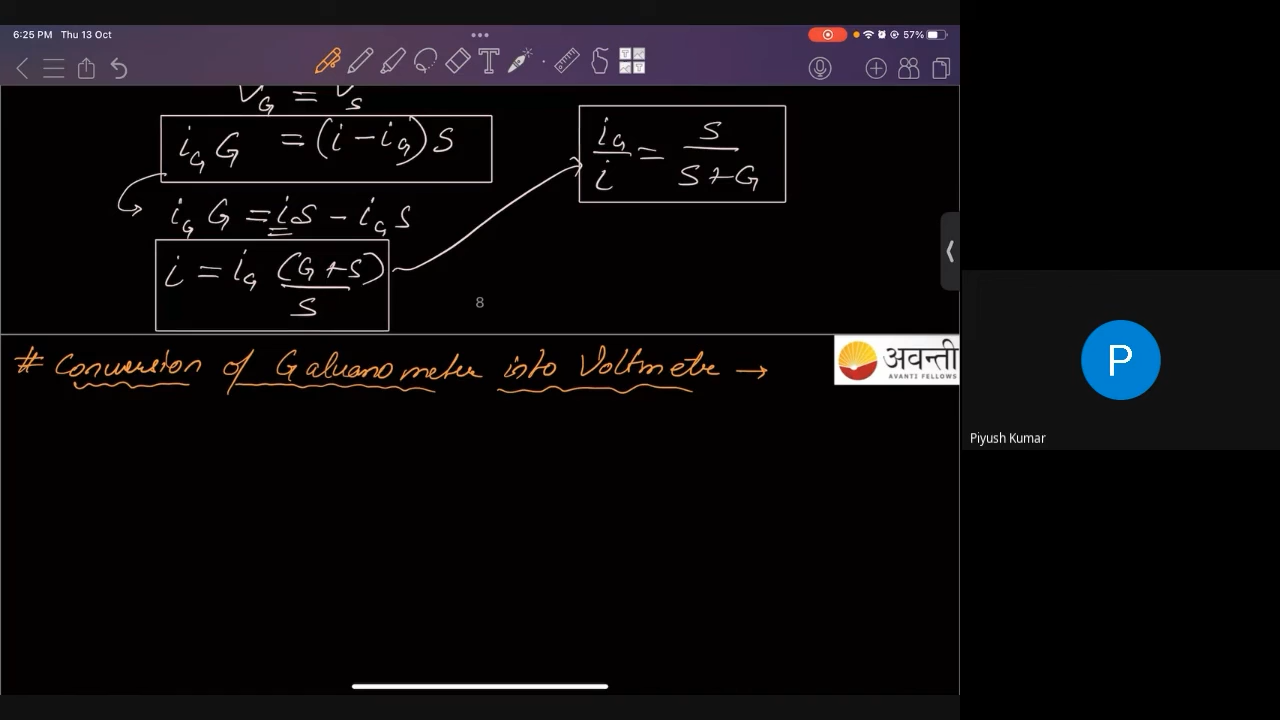 6:25 PM Thu 13 Oct
57%
V_G = V_S
i_G G = (i - i_G) S
i_G/i = S/(S+G)
i_G G = iS - i_G S
i = i_G (G+S)/S
8
# Conversion of Galvanometer into Voltmetre →
अवन्ती
AVANTI FELLOWS
P
Piyush Kumar